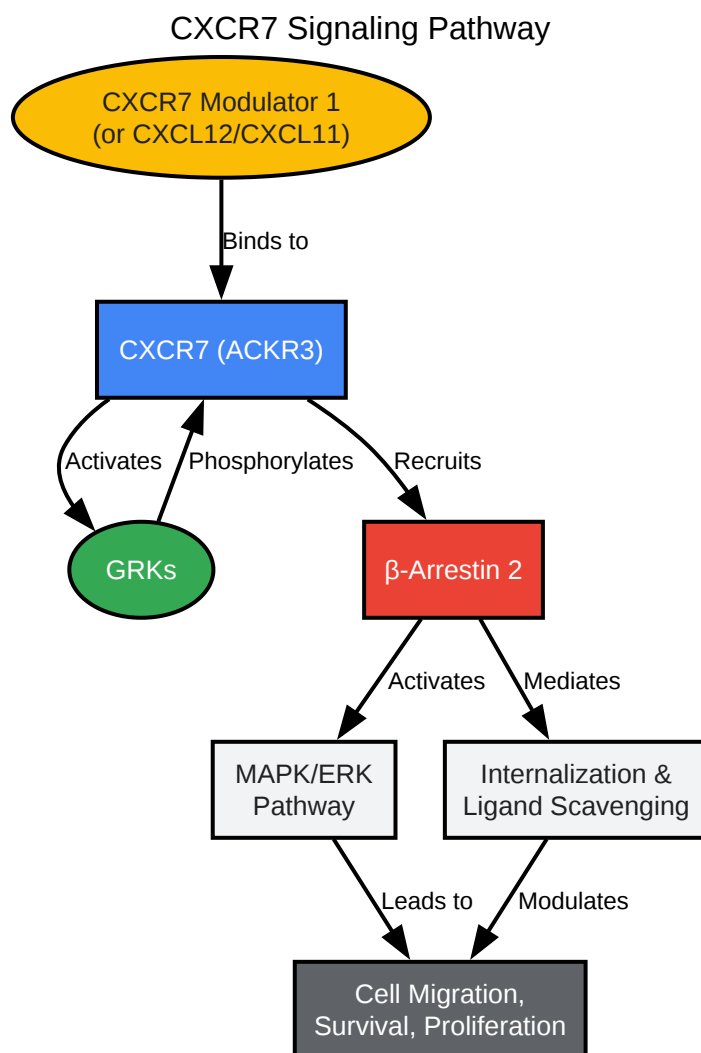 CXCR7 Signaling Pathway
CXCR7 Modulator 1
(or CXCL12/CXCL11)
Binds to
CXCR7 (ACKR3)
Activates
Phosphorylates
Recruits
GRKs
β-Arrestin 2
Activates
Mediates
MAPK/ERK
Pathway
Internalization &
Ligand Scavenging
Leads to
Modulates
Cell Migration,
Survival, Proliferation